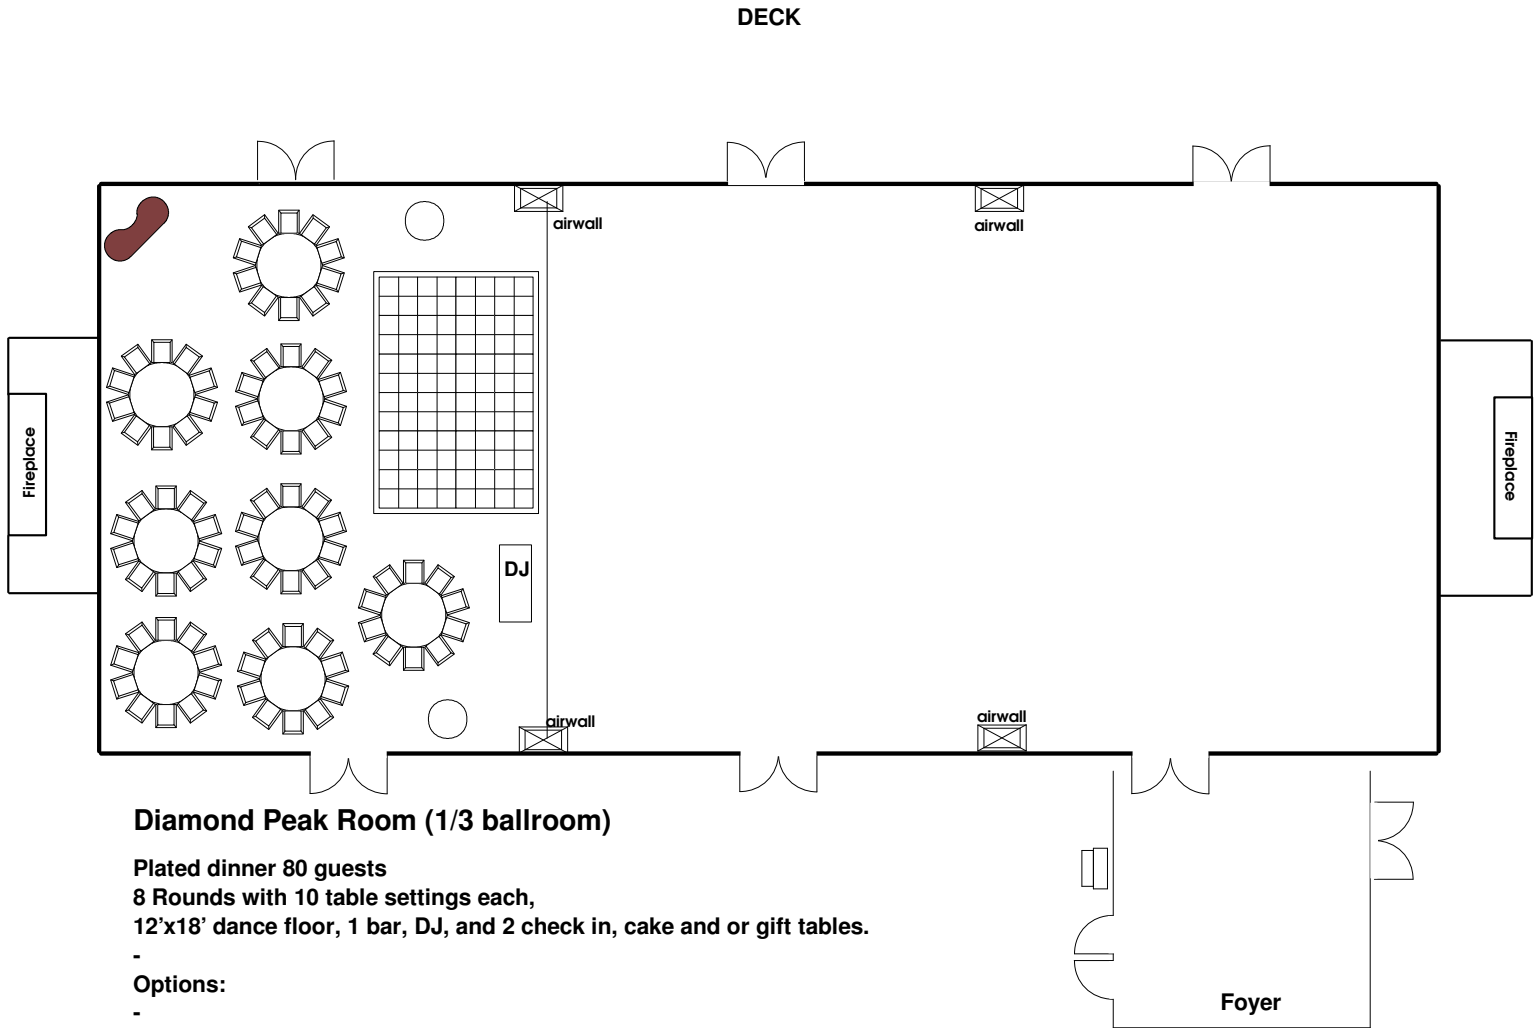 DECK
airwall
airwall
Fireplace
Fireplace
DJ
airwall
airwall
Diamond Peak Room (1/3 ballroom)
Plated dinner 80 guests
8 Rounds with 10 table settings each,
12’x18’ dance floor, 1 bar, DJ, and 2 check in, cake and or gift tables.
-
Options:
-
Foyer